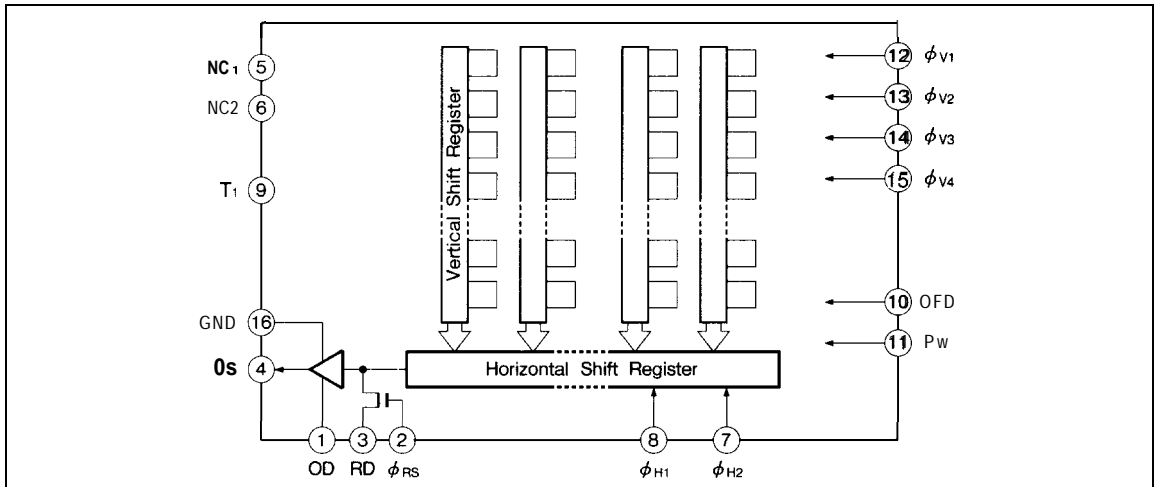 NC1 5
NC2 6
T1 9
GND 16
0s 4
1 OD
3 RD
2 ϕRS
8 ϕH1
7 ϕH2
12 ϕV1
13 ϕV2
14 ϕV3
15 ϕV4
10 OFD
11 Pw
Vertical Shift Register
Horizontal Shift Register